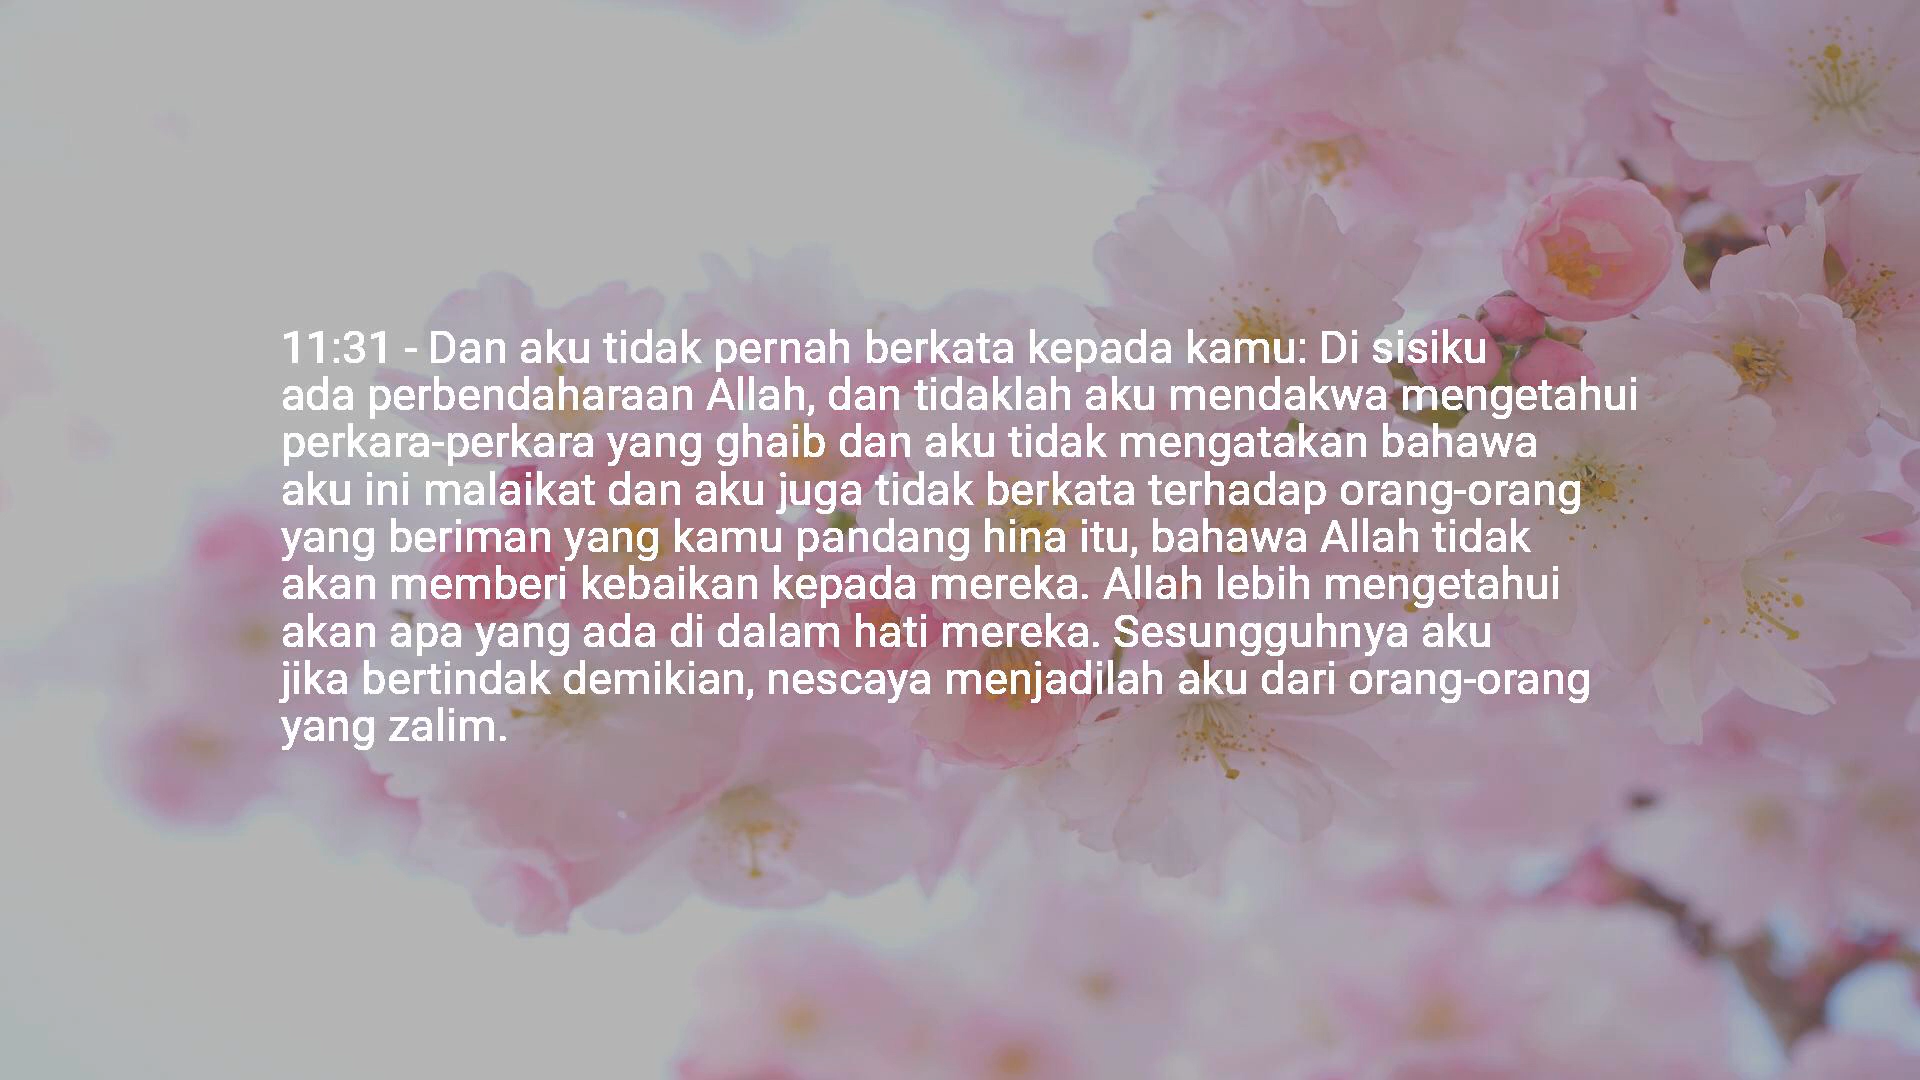 11:31 - Dan aku tidak pernah berkata kepada kamu: Di sisiku
ada perbendaharaan Allah, dan tidaklah aku mendakwa mengetahui
perkara-perkara yang ghaib dan aku tidak mengatakan bahawa
aku ini malaikat dan aku juga tidak berkata terhadap orang-orang
yang beriman yang kamu pandang hina itu, bahawa Allah tidak
akan memberi kebaikan kepada mereka. Allah lebih mengetahui
akan apa yang ada di dalam hati mereka. Sesungguhnya aku
jika bertindak demikian, nescaya menjadilah aku dari orang-orang
yang zalim.